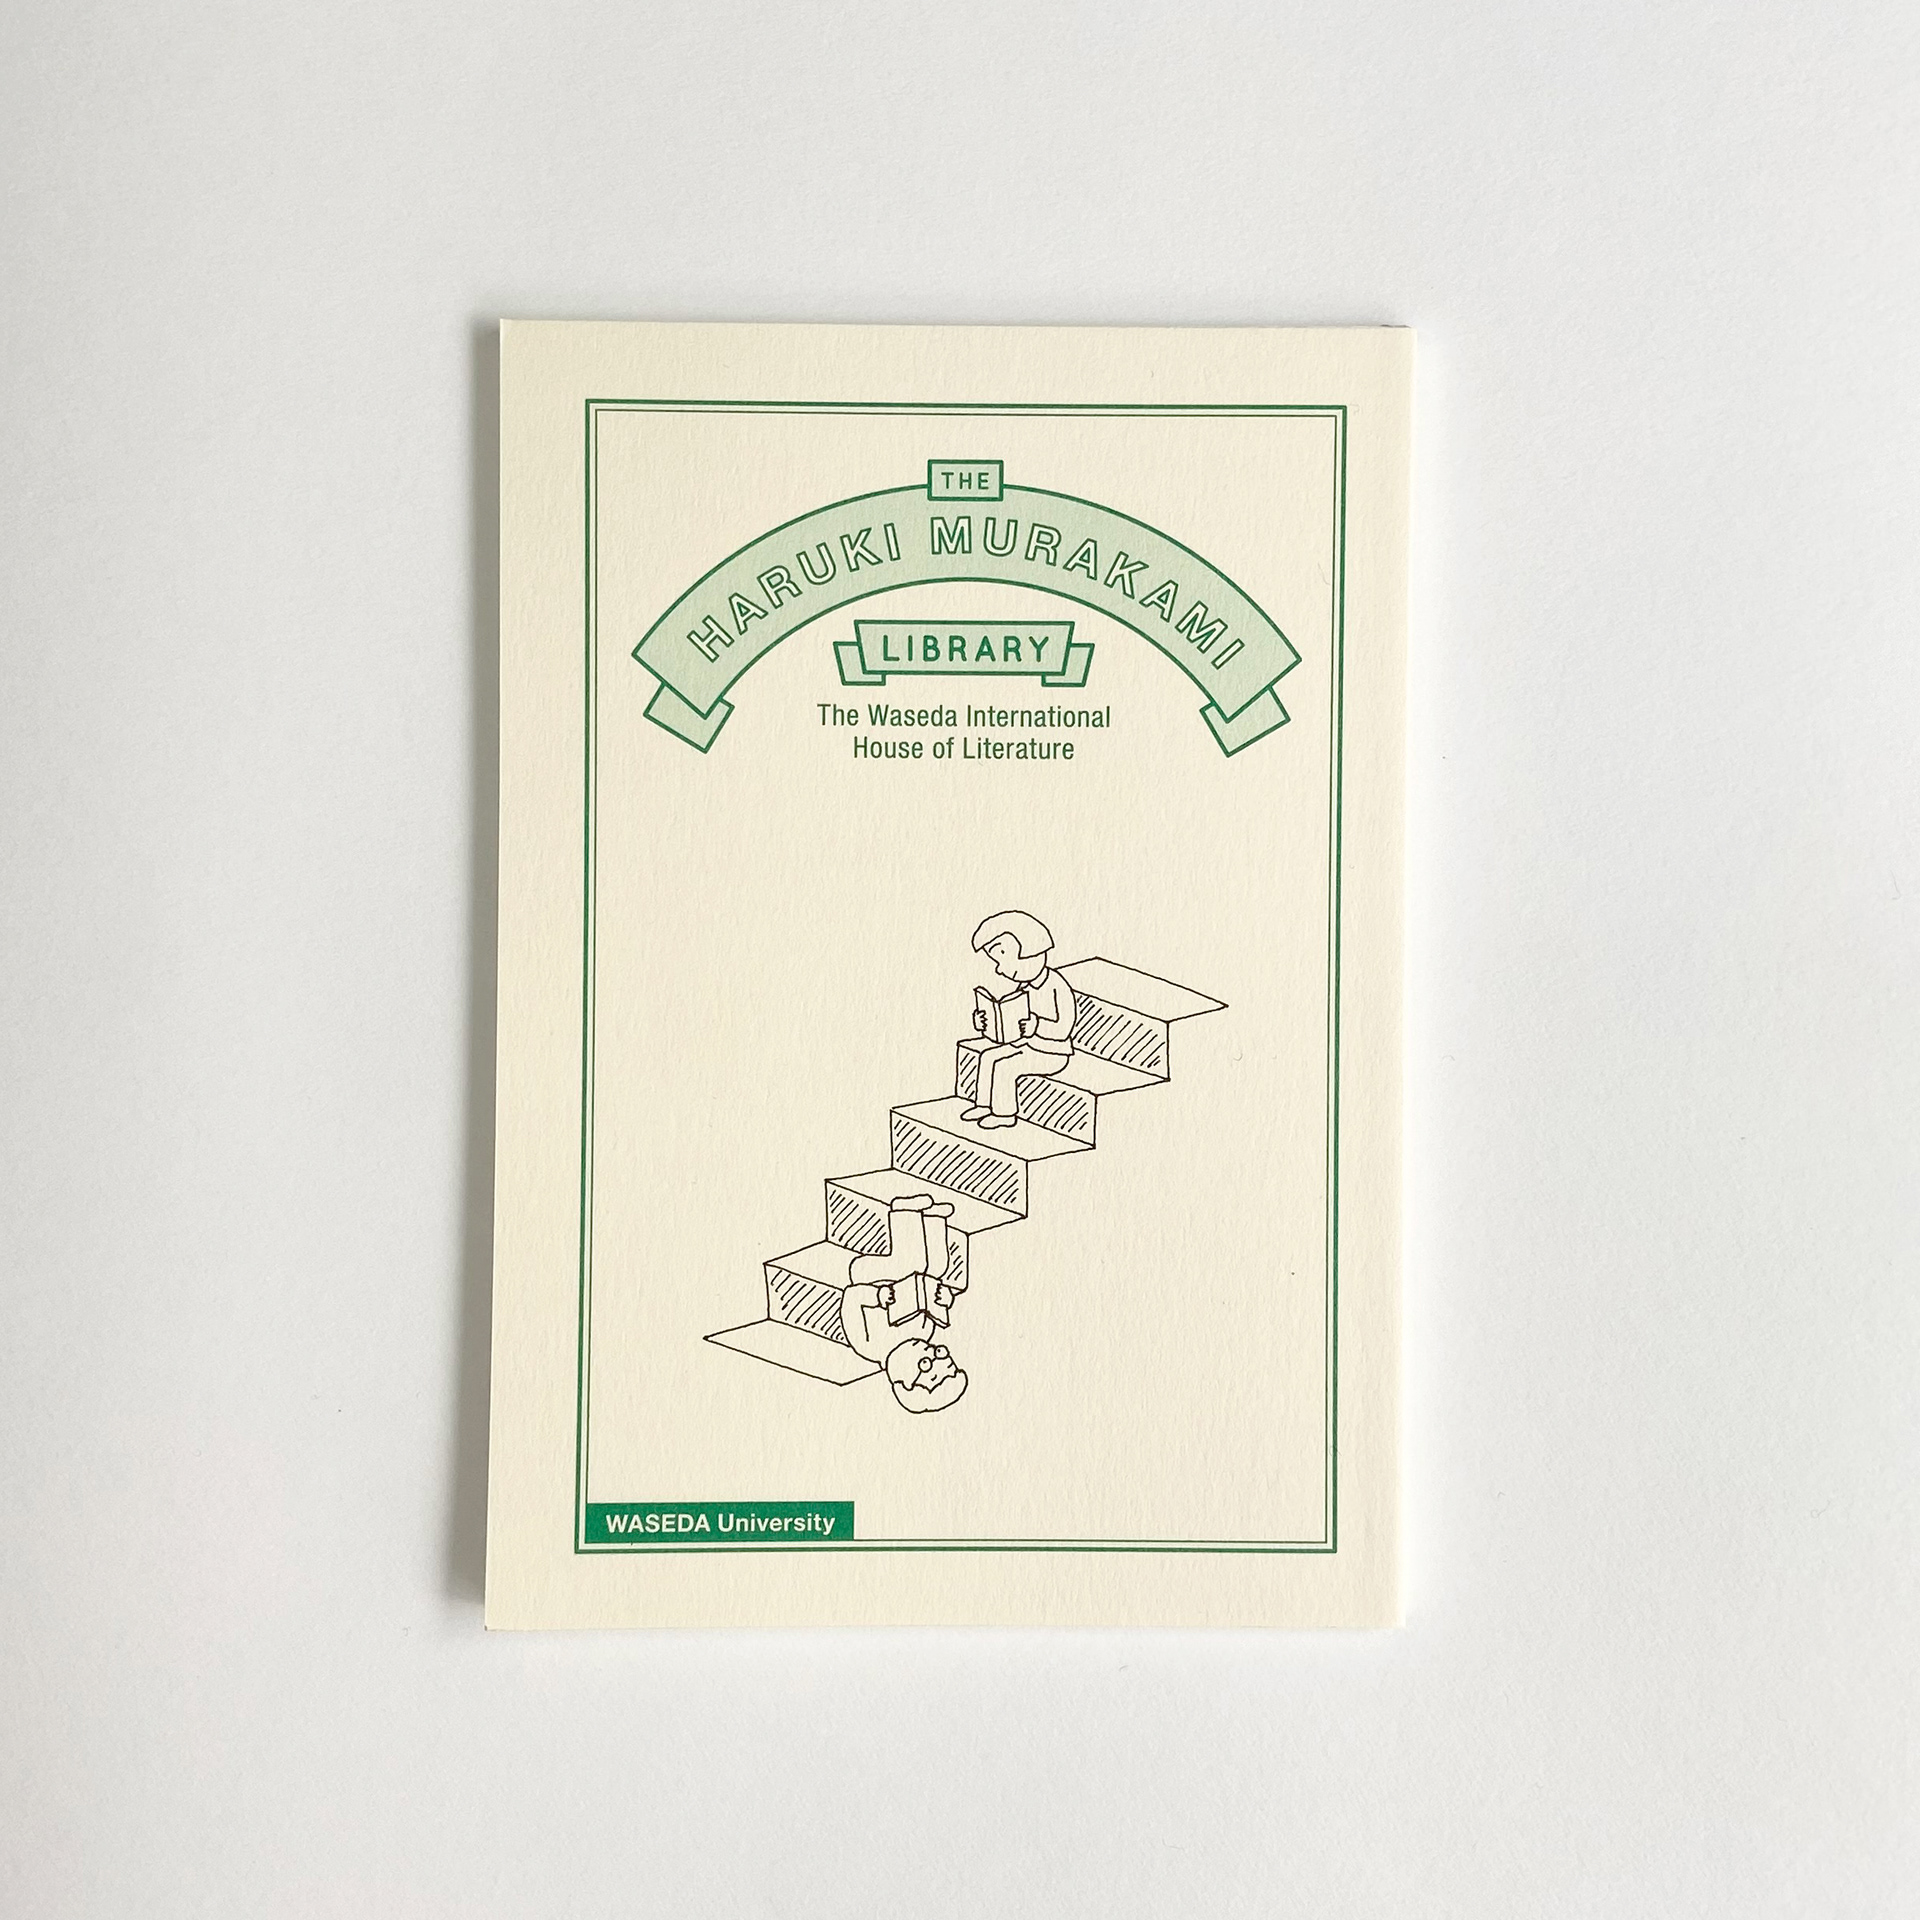 THE
HARUKI MURAKAMI
LIBRARY
The Waseda International
House of Literature
WASEDA University